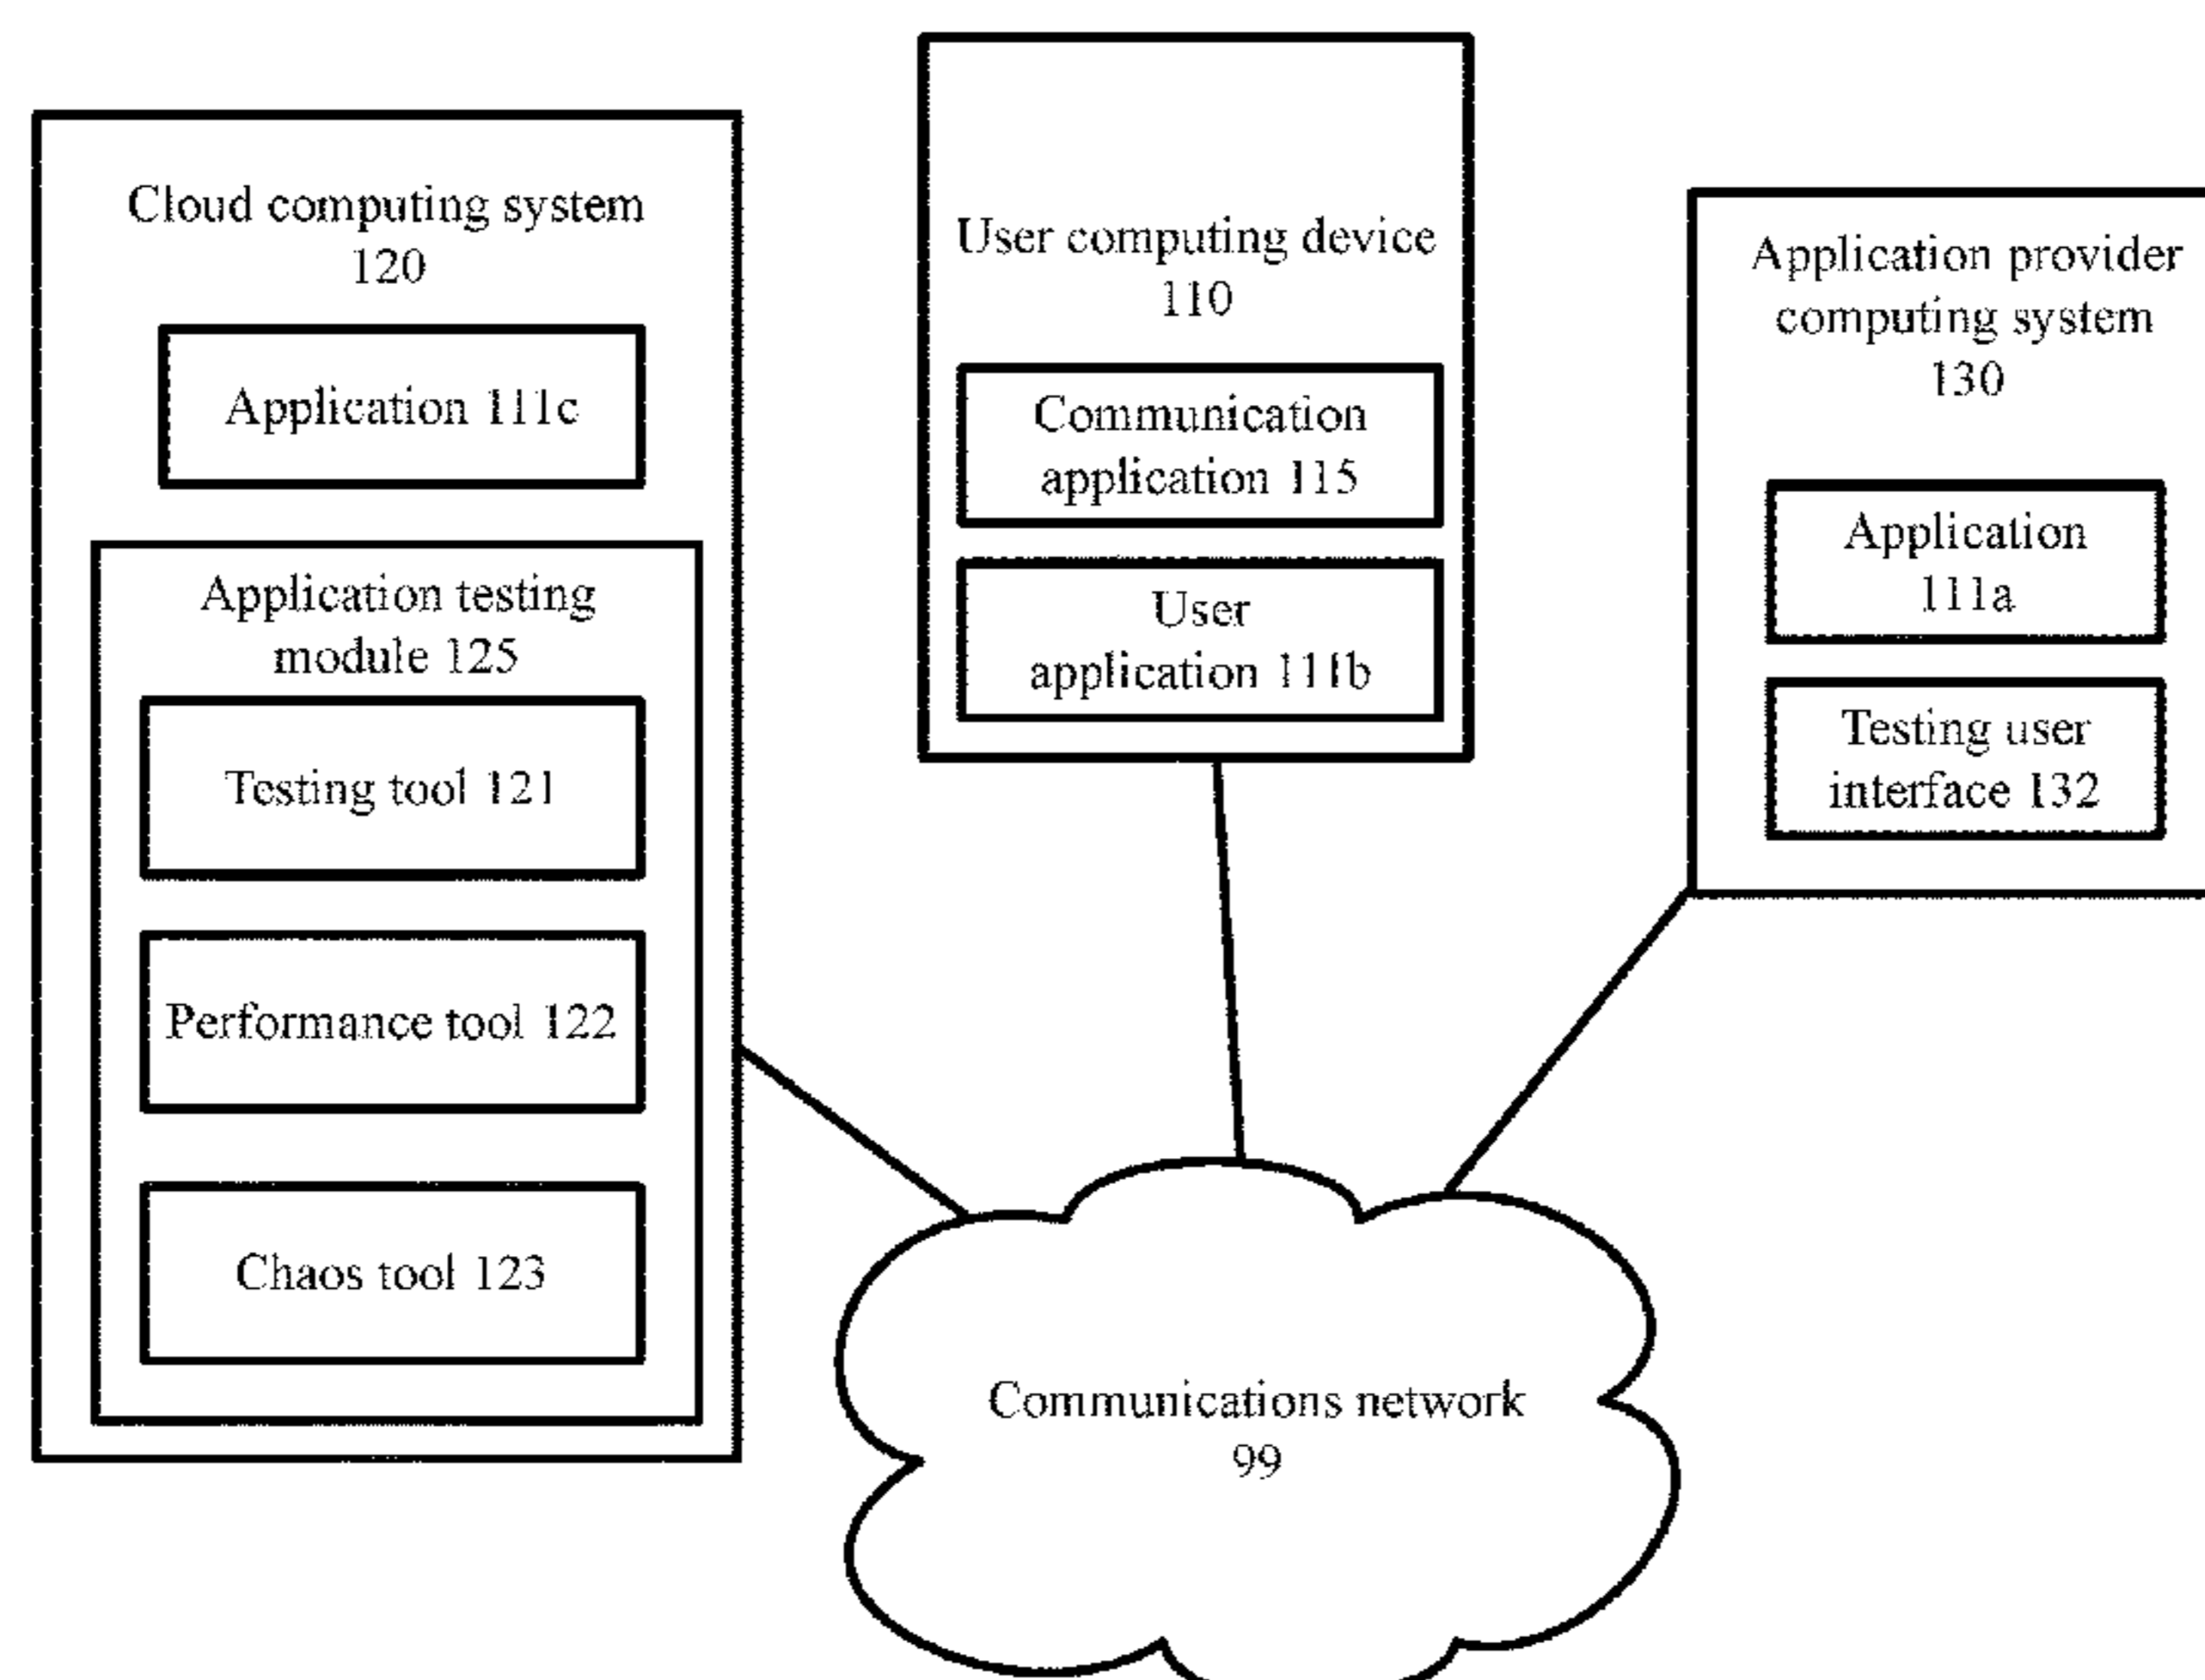 Cloud computing system
120
Application 111c
Application testing
module 125
Testing tool 121
Performance tool 122
Chaos tool 123
User computing device
110
Communication
application 115
User
application 111b
Application provider
computing system
130
Application
111a
Testing user
interface 132
Communications network
99